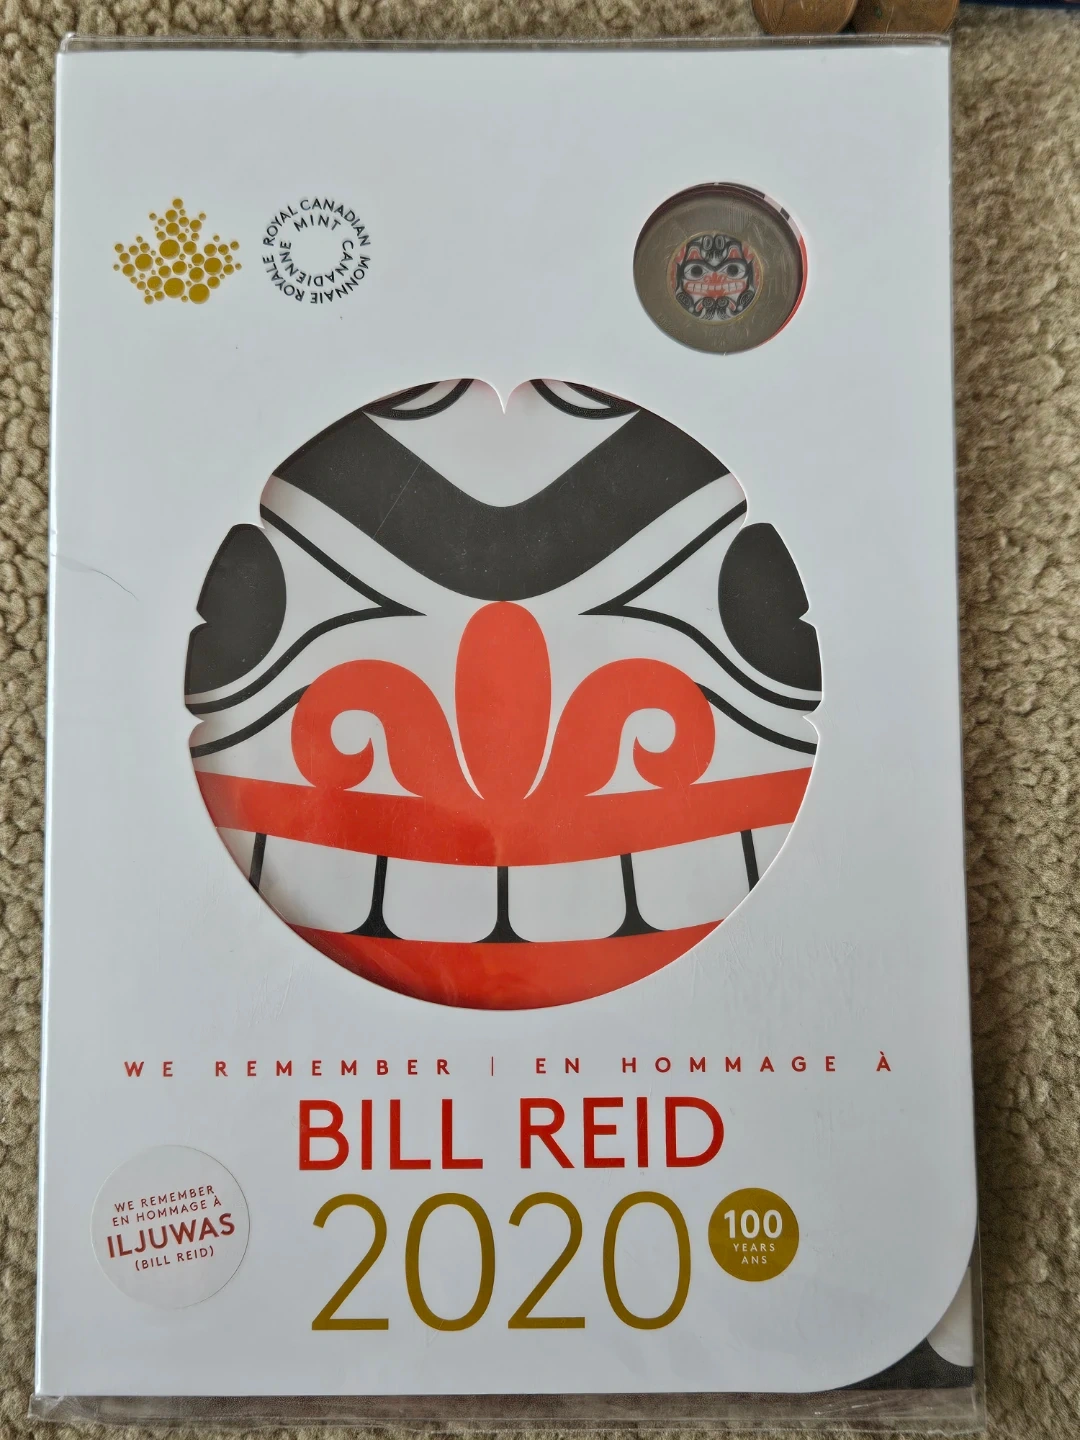 ROYAL CANADIAN MINT
MONNAIE ROYALE CANADIENNE
WE REMEMBER | EN HOMMAGE À
BILL REID
2020
100
YEARS
ANS
WE REMEMBER
EN HOMMAGE À
ILJUWAS
(BILL REID)